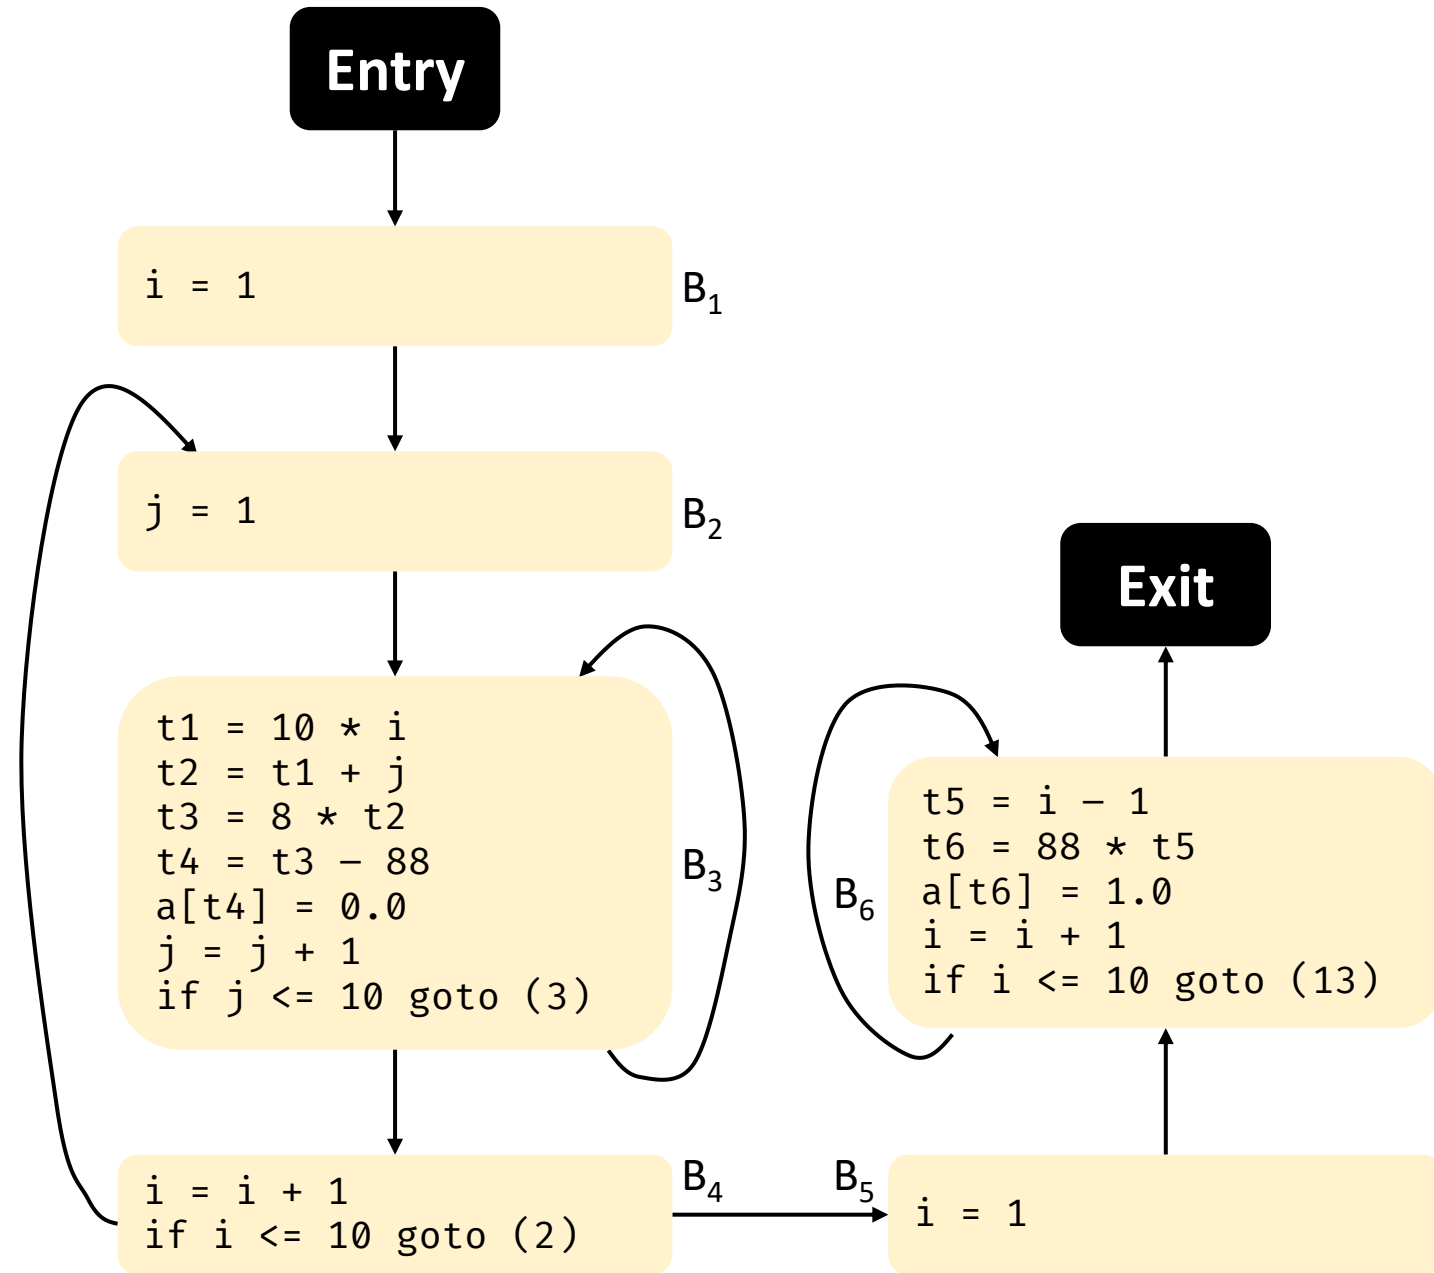 Entry
i = 1
B₁
j = 1
B₂
t1 = 10 * i
t2 = t1 + j
t3 = 8 * t2
t4 = t3 – 88
a[t4] = 0.0
j = j + 1
if j <= 10 goto (3)
B₃
i = i + 1
if i <= 10 goto (2)
B₄
B₅
i = 1
B₆
t5 = i – 1
t6 = 88 * t5
a[t6] = 1.0
i = i + 1
if i <= 10 goto (13)
Exit